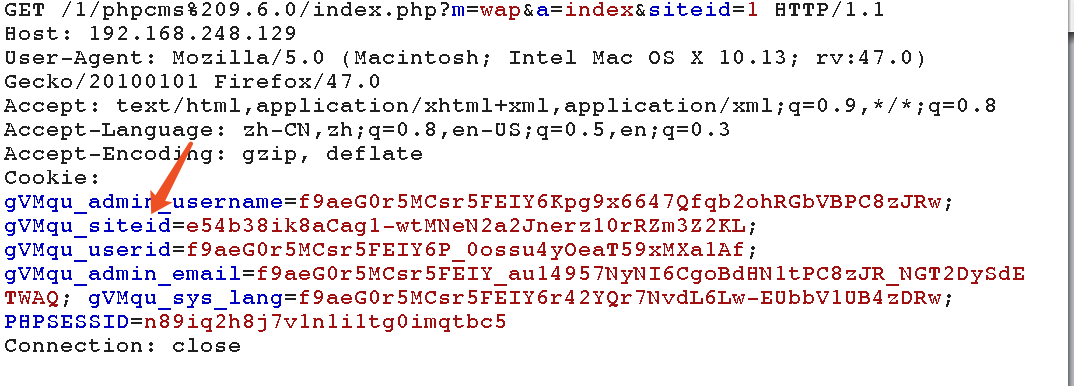 GET /1/phpcms%209.6.0/index.php?m=wap&a=index&siteid=1 HTTP/1.1
Host: 192.168.248.129
User-Agent: Mozilla/5.0 (Macintosh; Intel Mac OS X 10.13; rv:47.0)
Gecko/20100101 Firefox/47.0
Accept: text/html,application/xhtml+xml,application/xml;q=0.9,*/*;q=0.8
Accept-Language: zh-CN,zh;q=0.8,en-US;q=0.5,en;q=0.3
Accept-Encoding: gzip, deflate
Cookie:
gVMqu_admin_username=f9aeG0r5MCsr5FEIY6Kpg9x6647Qfqb2ohRGbVBPC8zJRw;
gVMqu_siteid=e54b38ik8aCag1-wtMNeN2a2Jnerz10rRZm3Z2KL;
gVMqu_userid=f9aeG0r5MCsr5FEIY6P_0ossu4yOeaT59xMXa1Af;
gVMqu_admin_email=f9aeG0r5MCsr5FEIY_au14957NyNI6CgoBdHN1tPC8zJR_NGT2DySdE
TWAQ; gVMqu_sys_lang=f9aeG0r5MCsr5FEIY6r42YQr7NvdL6Lw-EUbbV1UB4zDRw;
PHPSESSID=n89iq2h8j7v1n1i1tg0imqtbc5
Connection: close